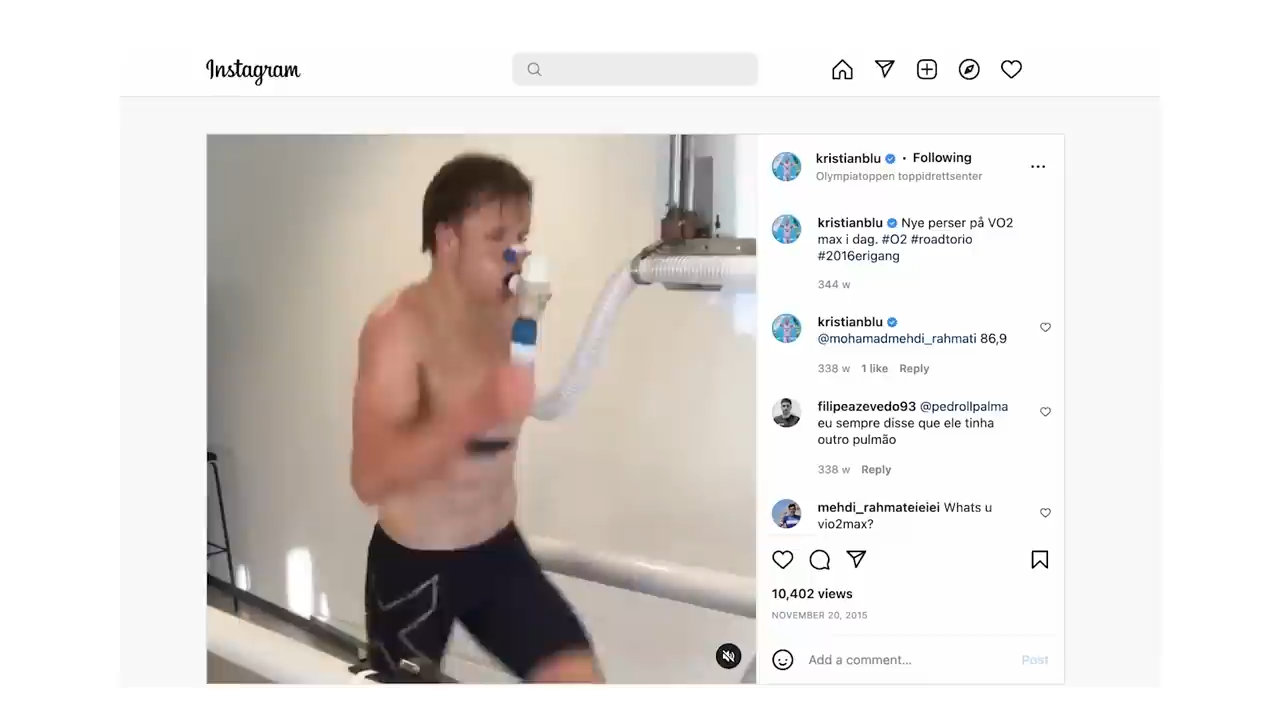 Instagram
kristianblu • Following
Olympiatoppen toppidrettsenter
kristianblu Nye perser på VO2
max i dag. #O2 #roadtorio
#2016erigang
344 w
kristianblu
@mohamadmehdi_rahmati 86,9
338 w 1 like Reply
filipeazevedo93 @pedrollpalma
eu sempre disse que ele tinha
outro pulmão
338 w Reply
mehdi_rahmateieiei Whats u
vio2max?
10,402 views
NOVEMBER 20, 2015
Add a comment... Post